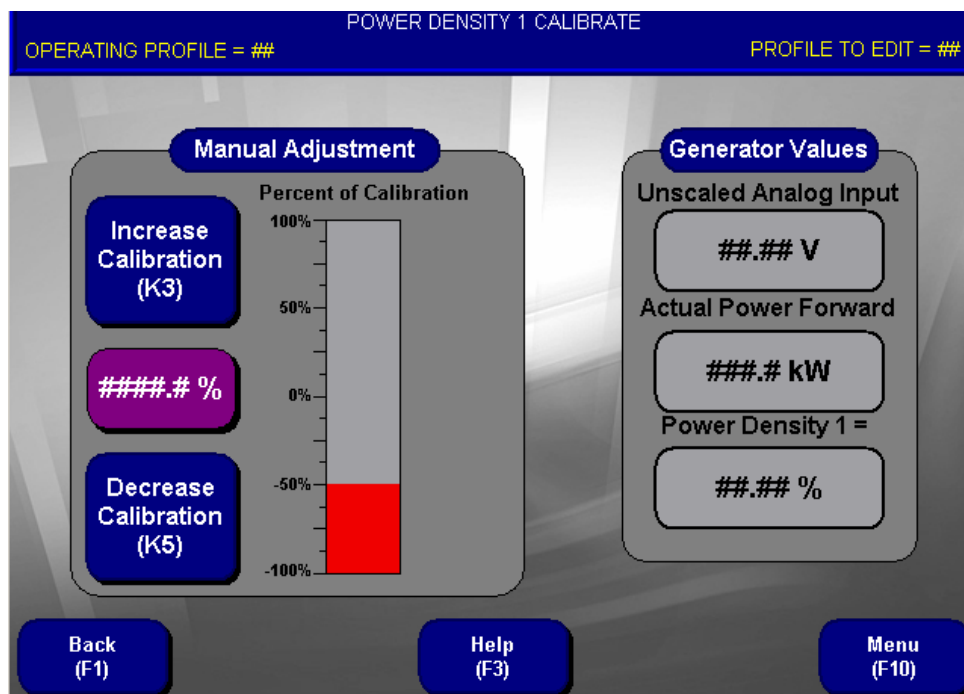 POWER DENSITY 1 CALIBRATE
OPERATING PROFILE = ##
PROFILE TO EDIT = ##
Manual Adjustment
Percent of Calibration
Increase
Calibration
(K3)
####.# %
Decrease
Calibration
(K5)
100%
50%
0%
-50%
-100%
Generator Values
Unscaled Analog Input
##.## V
Actual Power Forward
###.# kW
Power Density 1 =
##.## %
Back
(F1)
Help
(F3)
Menu
(F10)